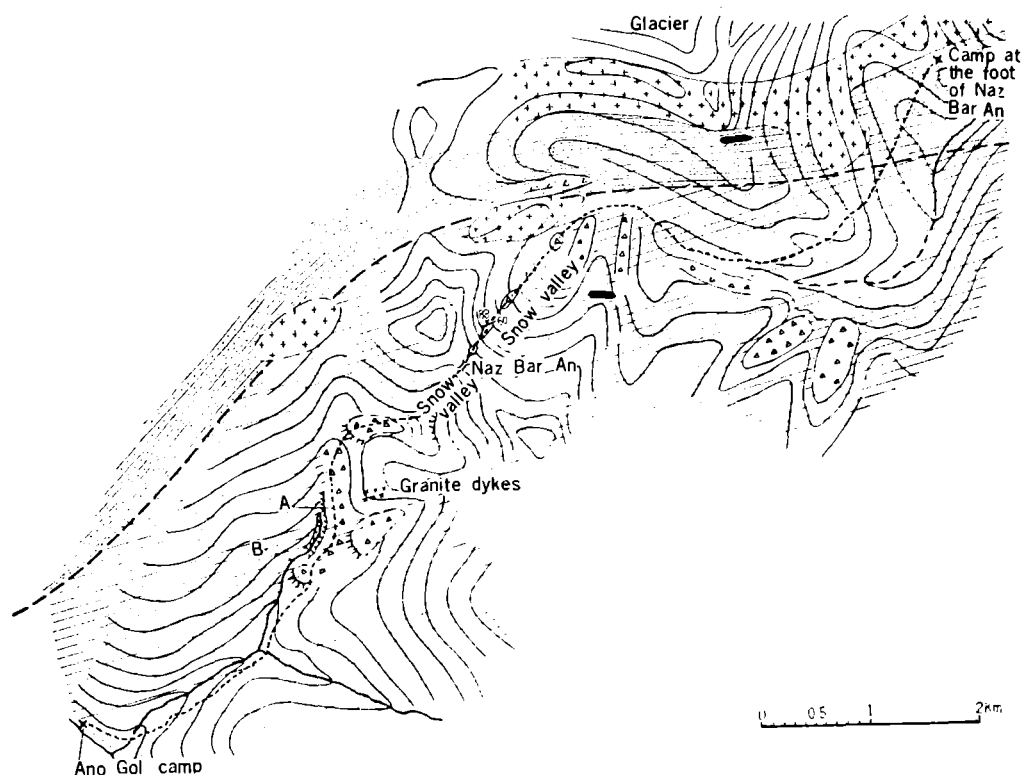 Glacier
Camp at
the foot
of Naz
Bar An
Snow valley
Naz Bar An
Snow
valley
Granite dykes
A
B
0 0.5 1 2km
Ano Gol camp